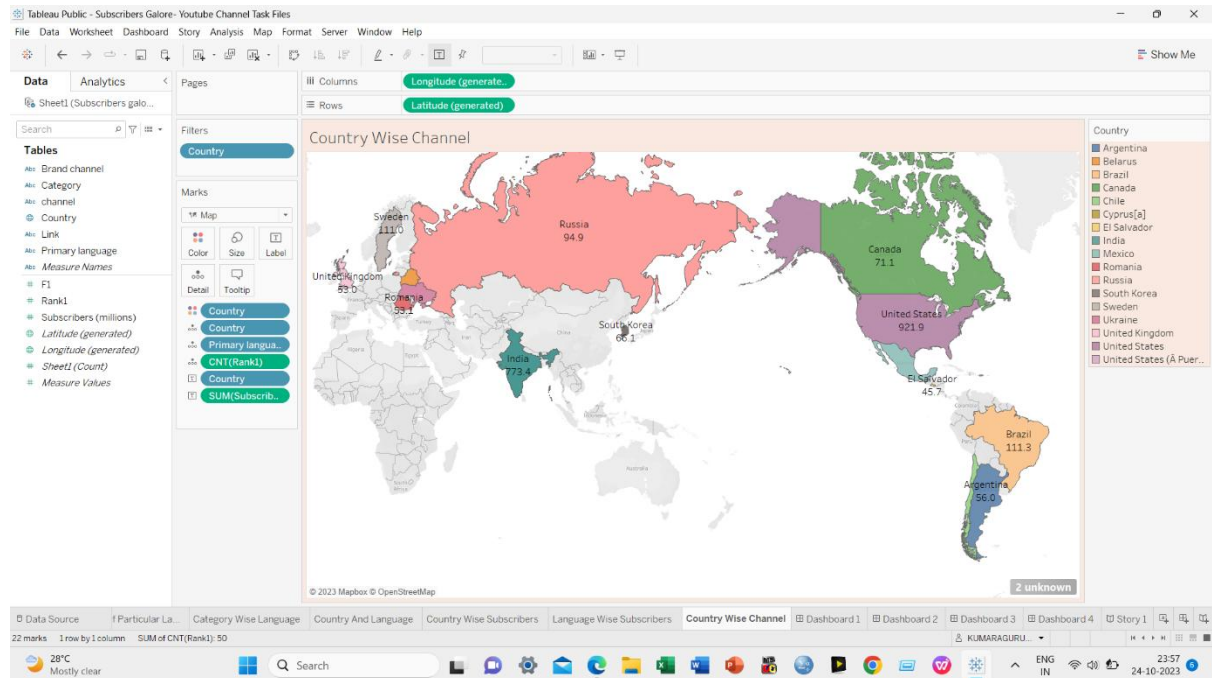 Tableau Public - Subscribers Galore- Youtube Channel Task Files
File Data Worksheet Dashboard Story Analysis Map Format Server Window Help
Show Me
Data Analytics
Sheet1 (Subscribers galo...
Search
Tables
Abc Brand channel
Abc Category
Abc channel
Country
Abc Link
Abc Primary language
Abc Measure Names
# F1
# Rank1
# Subscribers (millions)
Latitude (generated)
Longitude (generated)
# Sheet1 (Count)
# Measure Values
Pages
Filters
Country
Marks
Map
Color Size Label
Detail Tooltip
Country
Country
Primary langua..
CNT(Rank1)
Country
SUM(Subscrib..
Columns Longitude (generate..
Rows Latitude (generated)
Country Wise Channel
Sweden
111.0
Russia
94.9
Canada
71.1
United Kingdom
53.0
Romania
53.1
United States
921.9
South Korea
66.1
India
773.4
El Salvador
45.7
Brazil
111.3
Argentina
56.0
China
Iran
Algeria
Australia
© 2023 Mapbox © OpenStreetMap
2 unknown
Country
Argentina
Belarus
Brazil
Canada
Chile
Cyprus[a]
El Salvador
India
Mexico
Romania
Russia
South Korea
Sweden
Ukraine
United Kingdom
United States
United States (Â Puer...
Data Source f Particular La... Category Wise Language Country And Language Country Wise Subscribers Language Wise Subscribers Country Wise Channel Dashboard 1 Dashboard 2 Dashboard 3 Dashboard 4 Story 1
22 marks 1 row by 1 column SUM of CNT(Rank1): 50
KUMARAGURU...
28°C
Mostly clear
Search
ENG
IN
23:57
24-10-2023